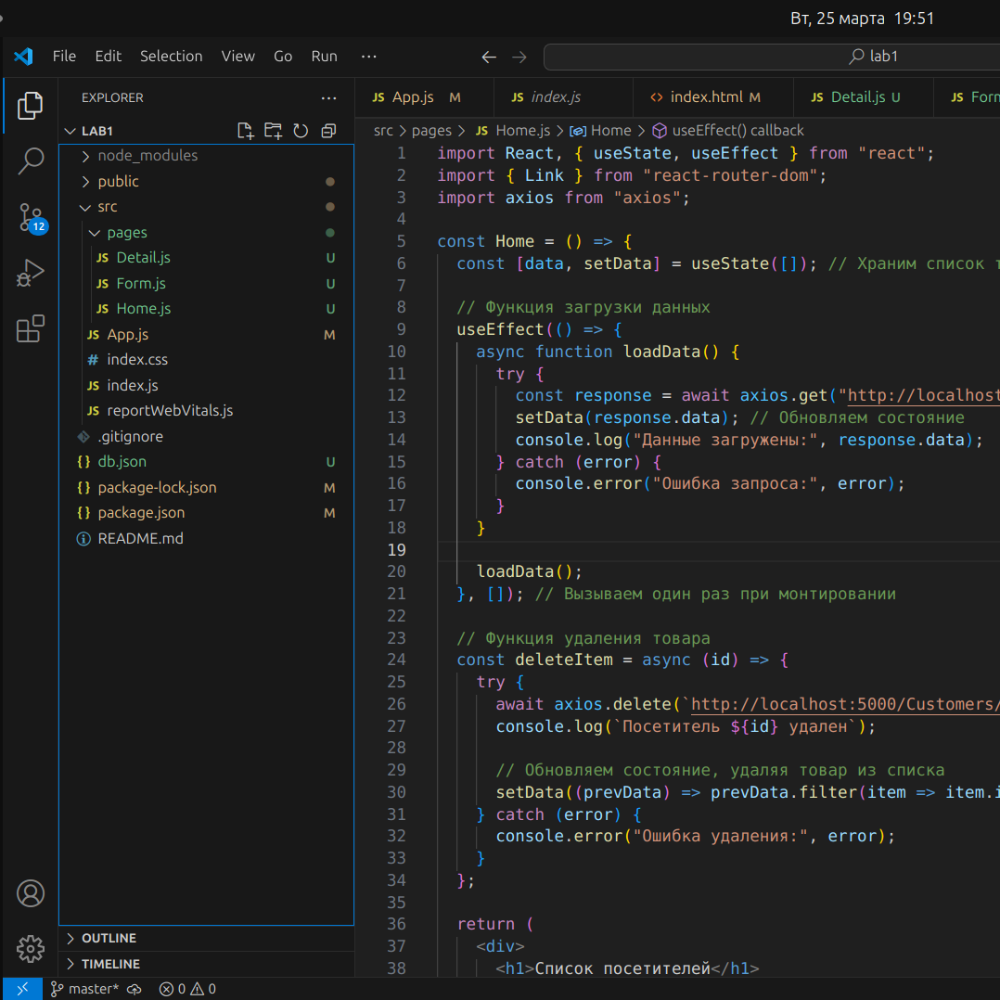 Вт, 25 марта 19:51
File Edit Selection View Go Run ··· lab1
EXPLORER ···
LAB1
node_modules
public
src
pages
JS Detail.js U
JS Form.js U
JS Home.js U
JS App.js M
# index.css
JS index.js
JS reportWebVitals.js
.gitignore
{} db.json U
{} package-lock.json M
{} package.json M
README.md
12
OUTLINE
TIMELINE
JS App.js M JS index.js <> index.html M JS Detail.js U JS Form
src > pages > JS Home.js > Home > useEffect() callback
1 import React, { useState, useEffect } from "react";
2 import { Link } from "react-router-dom";
3 import axios from "axios";
4
5 const Home = () => {
6 const [data, setData] = useState([]); // Храним список т
7
8 // Функция загрузки данных
9 useEffect(() => {
10 async function loadData() {
11 try {
12 const response = await axios.get("http://localhost
13 setData(response.data); // Обновляем состояние
14 console.log("Данные загружены:", response.data);
15 } catch (error) {
16 console.error("Ошибка запроса:", error);
17 }
18 }
19
20 loadData();
21 }, []); // Вызываем один раз при монтировании
22
23 // Функция удаления товара
24 const deleteItem = async (id) => {
25 try {
26 await axios.delete(`http://localhost:5000/Customers/
27 console.log(`Посетитель ${id} удален`);
28
29 // Обновляем состояние, удаляя товар из списка
30 setData((prevData) => prevData.filter(item => item.i
31 } catch (error) {
32 console.error("Ошибка удаления:", error);
33 }
34 };
35
36 return (
37 <div>
38 <h1>Список посетителей</h1>
master* 0 0